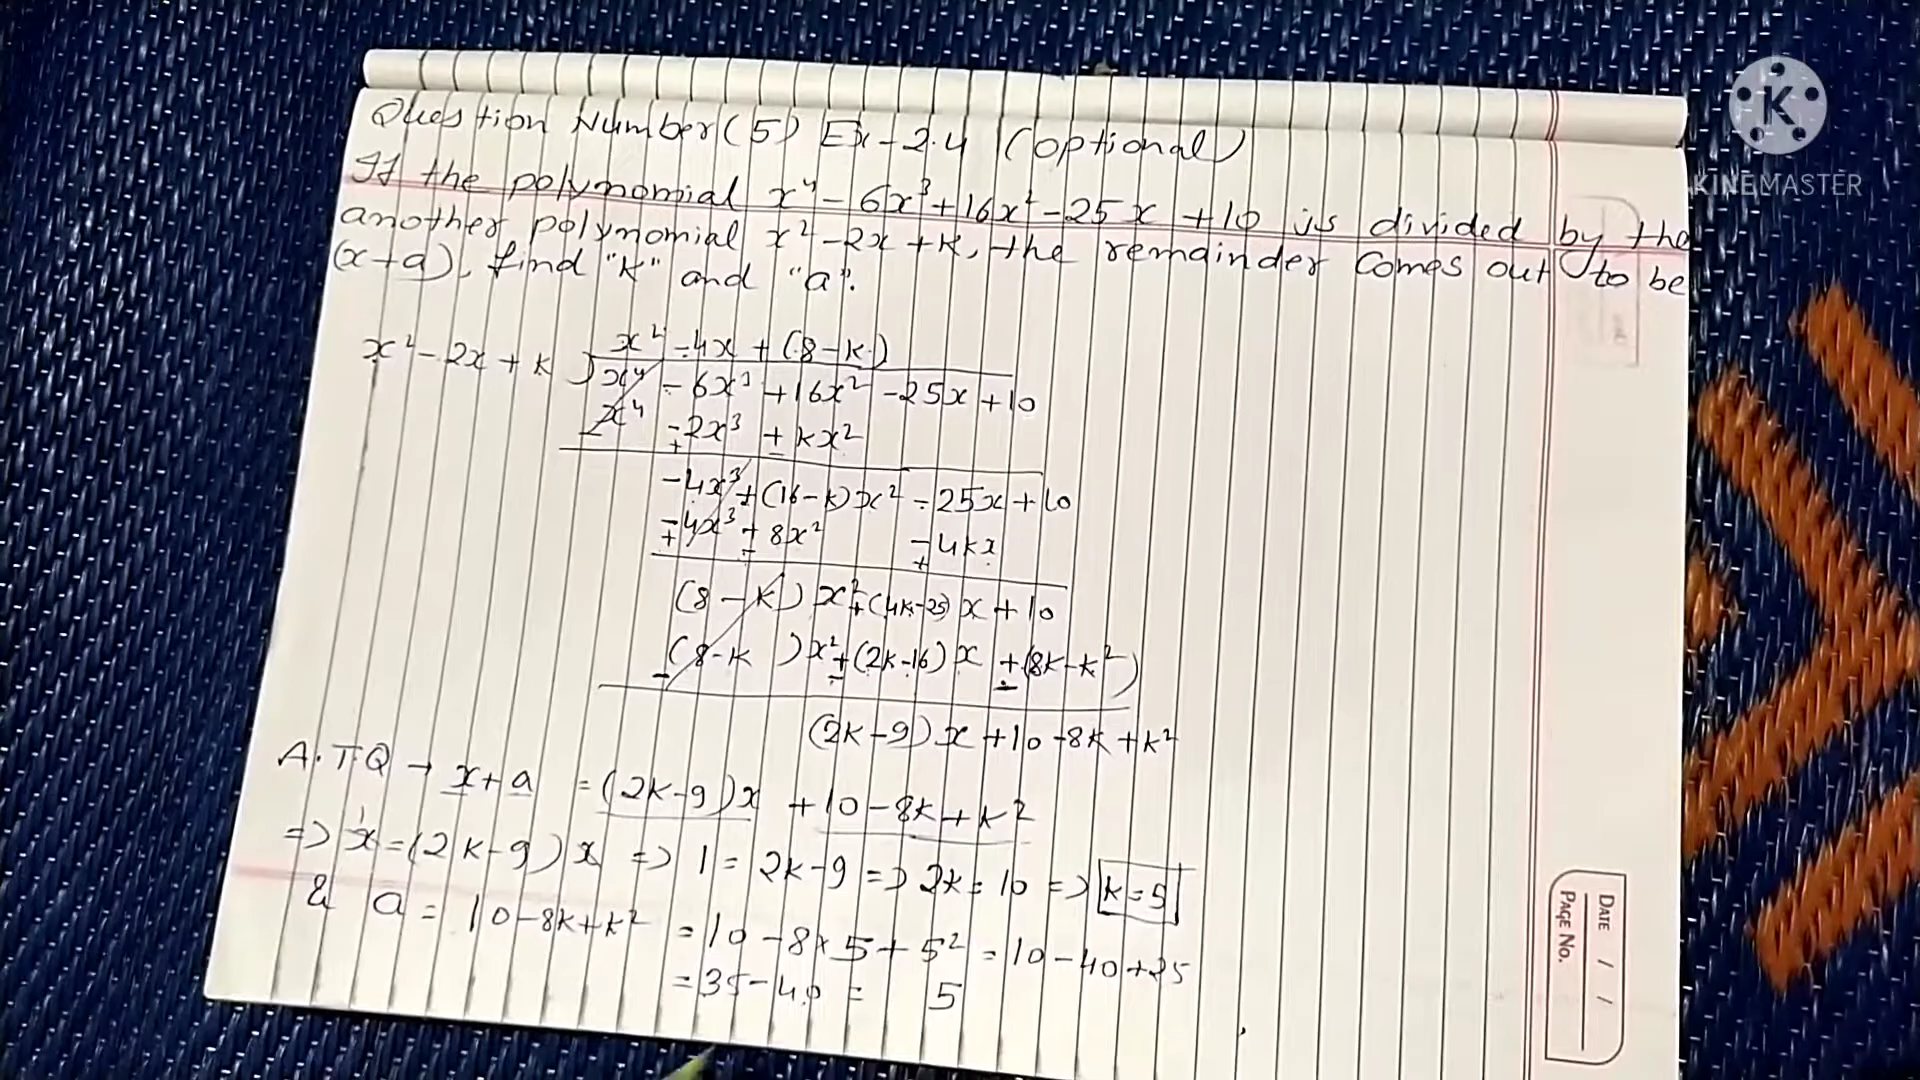 Question Number (5) Ex-2.4 (optional)
If the polynomial x⁴ - 6x³ + 16x² - 25x + 10 is divided by the
another polynomial x² - 2x + k, the remainder comes out to be
(x+a), find "k" and "a".
x² - 4x + (8-k)
x² - 2x + k ) x⁴ - 6x³ + 16x² - 25x + 10
x⁴ - 2x³ + kx²
- + -
-4x³ + (16-k)x² - 25x + 10
-4x³ + 8x² - 4kx
+ - +
(8-k) x² + (4k-25) x + 10
(8-k) x² + (2k-16) x + (8k-k²)
- - -
(2k-9) x + 10 - 8k + k²
A.T.Q → x+a = (2k-9)x + 10 - 8k + k²
=> 1x = (2k-9)x => 1 = 2k-9 => 2k = 10 => k = 5
& a = 10 - 8k + k² = 10 - 8×5 + 5² = 10 - 40 + 25
= 35 - 40 = 5
K
KINEMASTER
DATE / /
PAGE No.